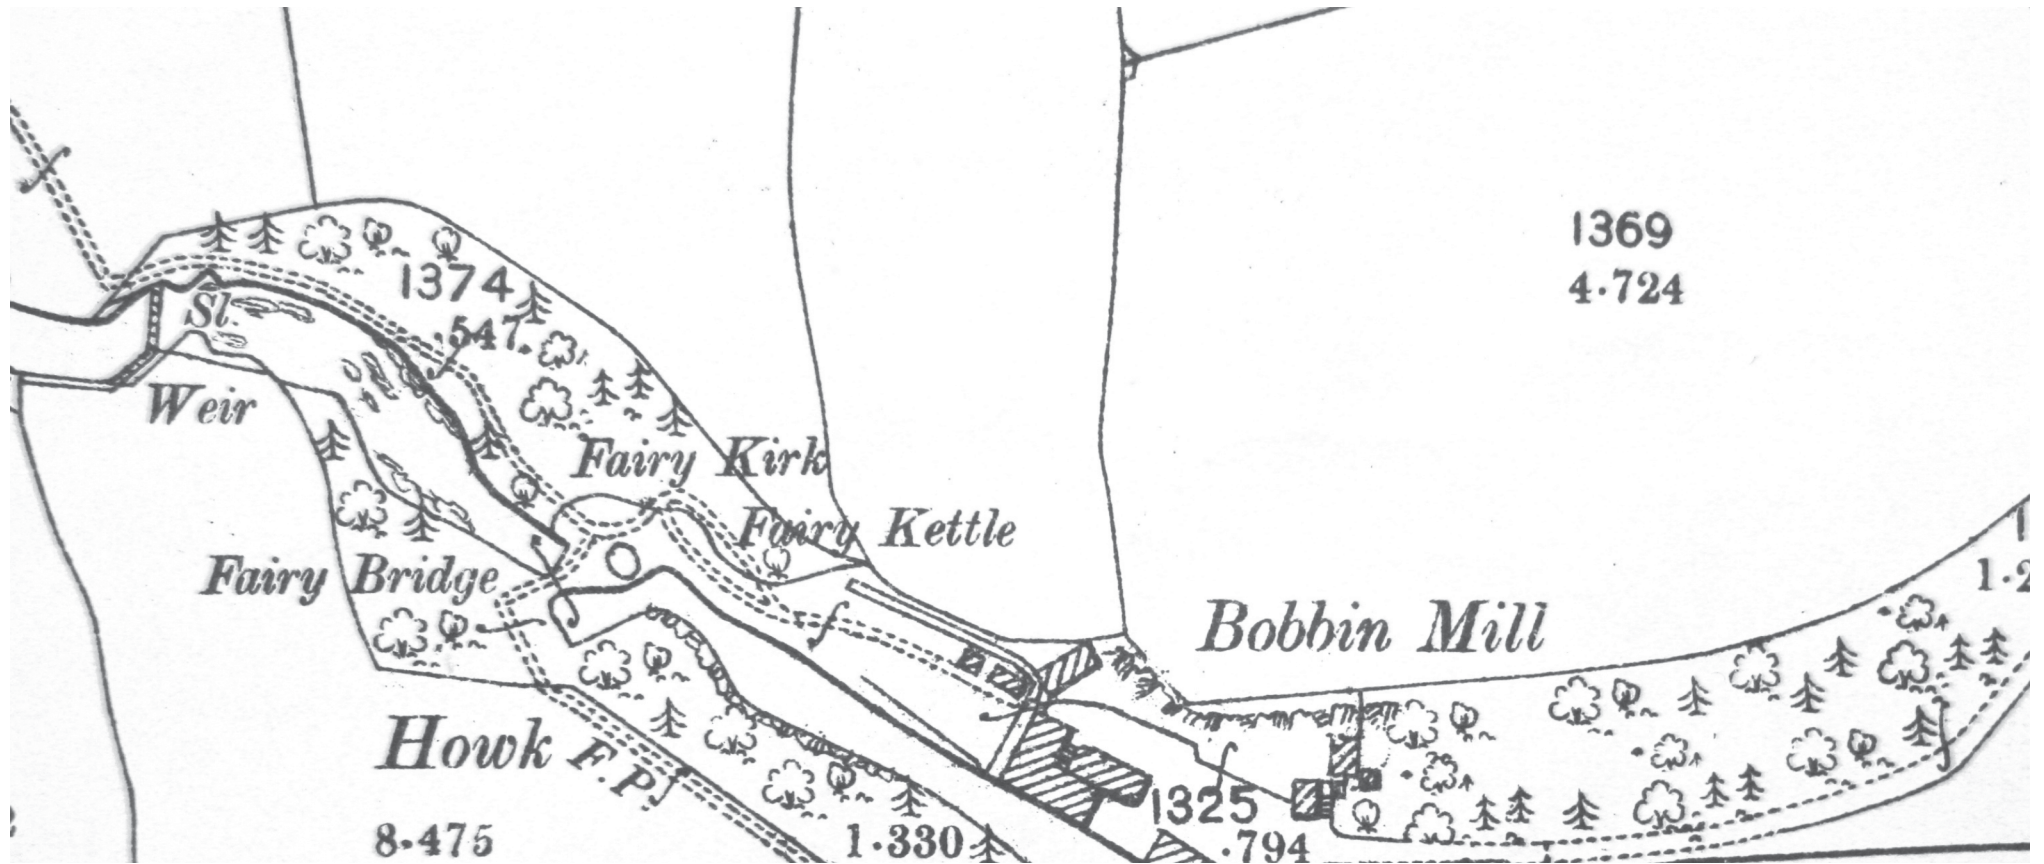 1369
4·724
1374
·547
Sl.
Weir
Fairy Kirk
Fairy Kettle
Fairy Bridge
Bobbin Mill
Howk
F.P.
8·475
1·330
1325
·794